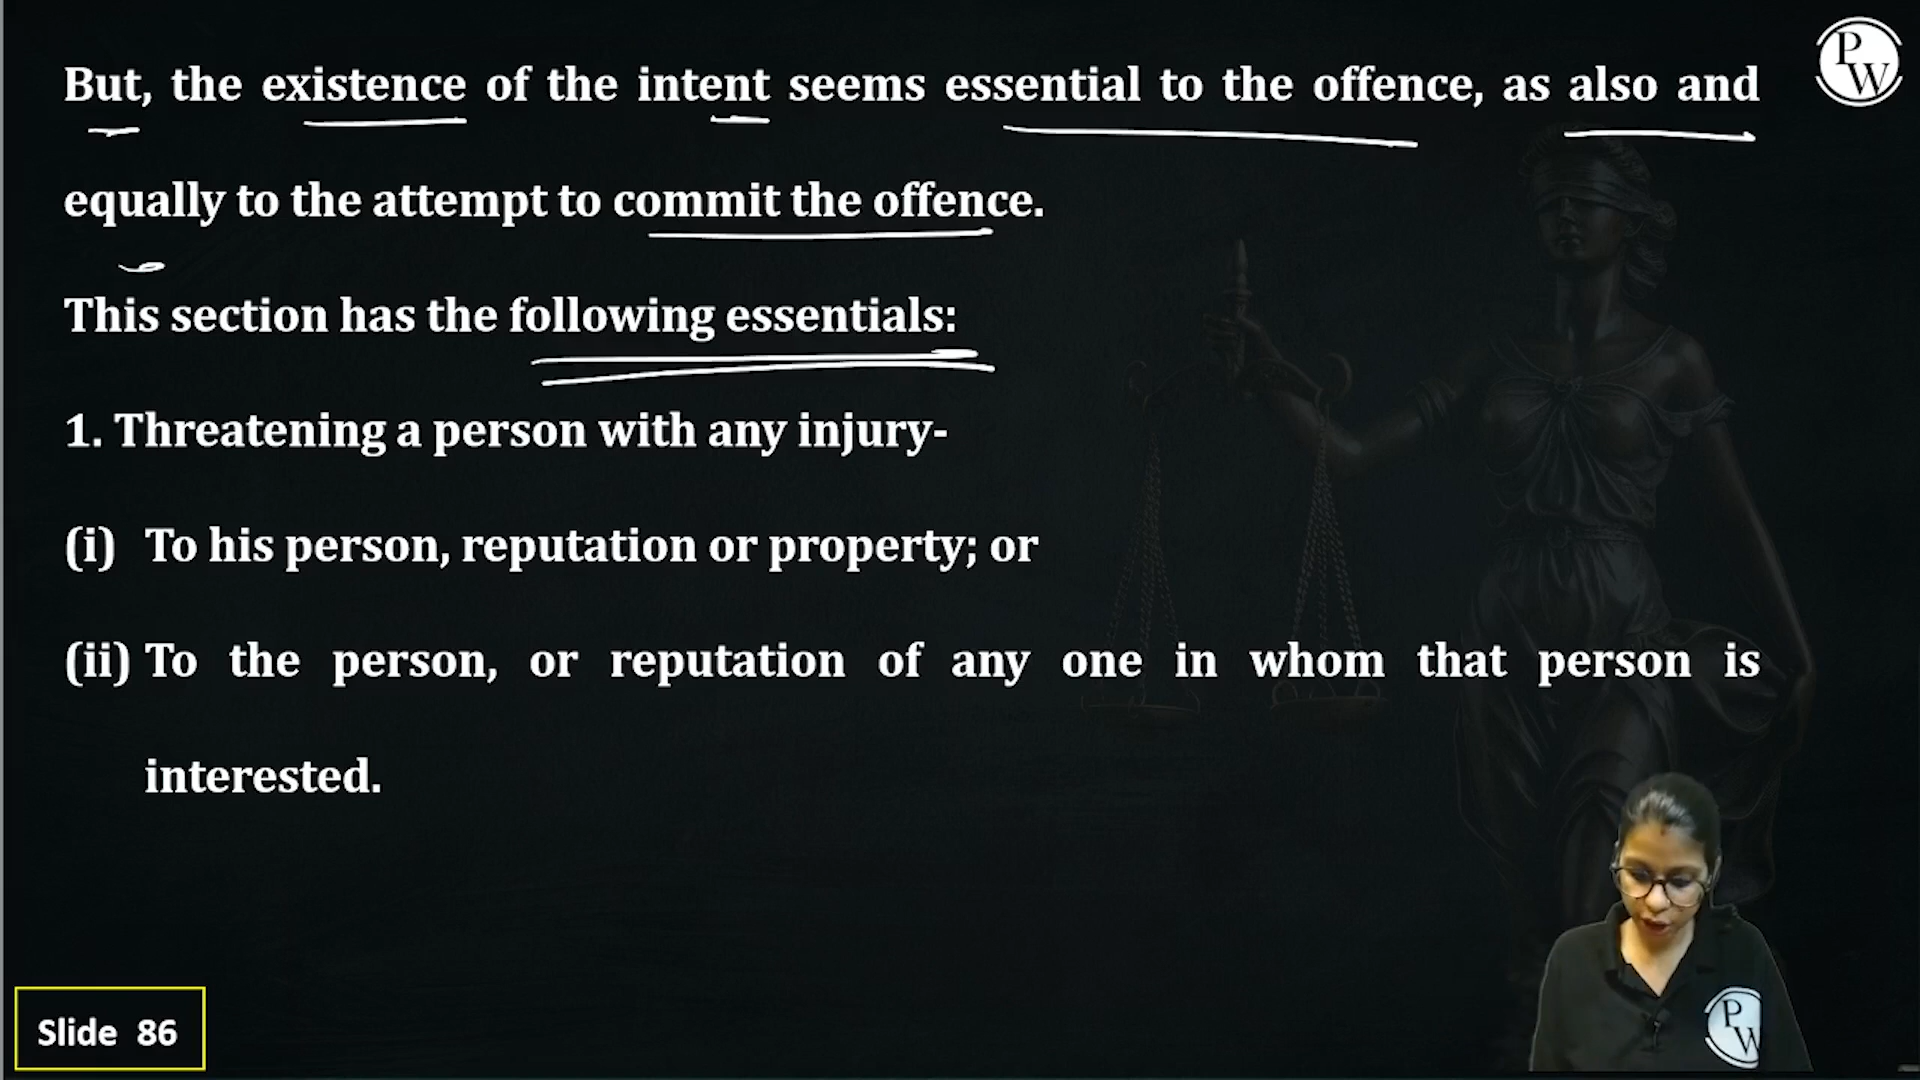 But, the existence of the intent seems essential to the offence, as also and
equally to the attempt to commit the offence.
This section has the following essentials:
1. Threatening a person with any injury-
(i) To his person, reputation or property; or
(ii) To the person, or reputation of any one in whom that person is
interested.
Slide 86
PW
PW